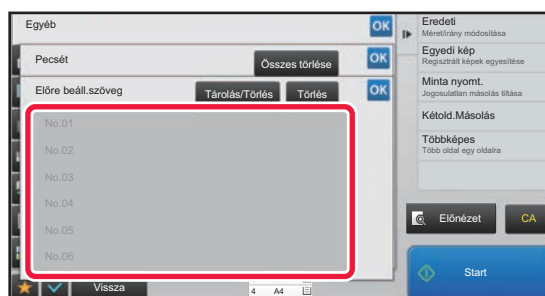 Egyéb
OK
Pecsét
Összes törlése
OK
Előre beáll.szöveg
Tárolás/Törlés
Törlés
OK
No.01
No.02
No.03
No.04
No.05
No.06
Vissza
4 A4
Eredeti
Méret/irány módosítása
Egyedi kép
Regisztrált képek egyesítése
Minta nyomt.
Jogosulatlan másolás tiltása
Kétold.Másolás
Többképes
Több oldal egy oldalra
Előnézet
CA
Start